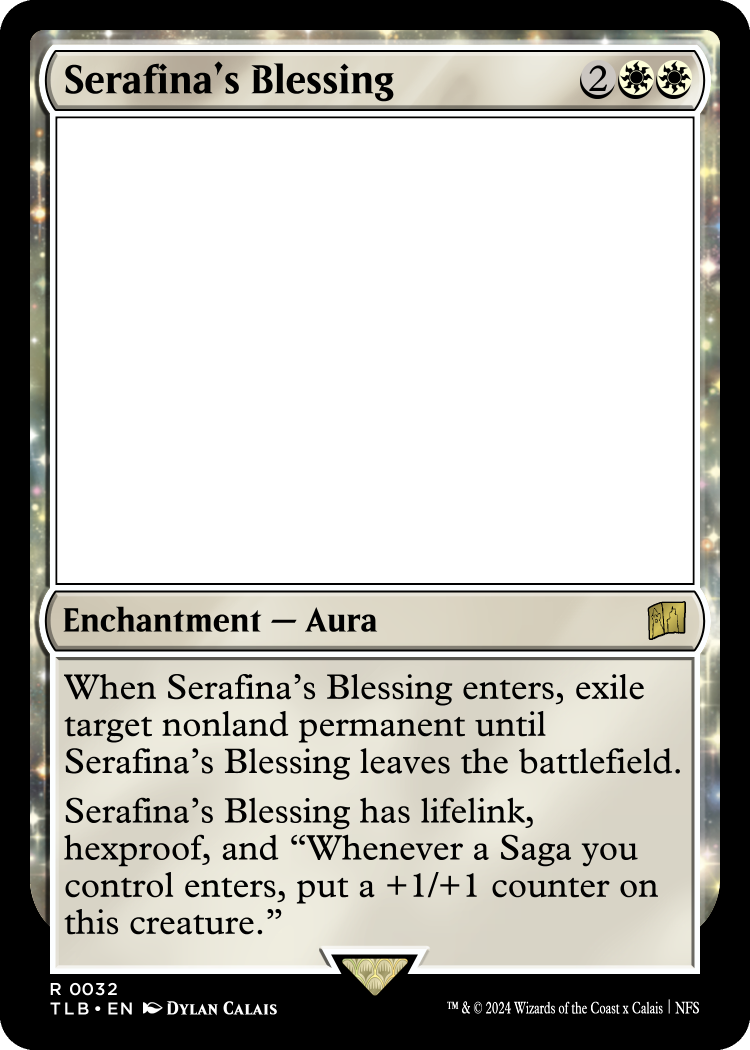 Serafina's Blessing 2
Enchantment — Aura
When Serafina's Blessing enters, exile
target nonland permanent until
Serafina's Blessing leaves the battlefield.
Serafina's Blessing has lifelink,
hexproof, and “Whenever a Saga you
control enters, put a +1/+1 counter on
this creature.”
R 0032
TLB • EN DYLAN CALAIS
™ & © 2024 Wizards of the Coast x Calais | NFS